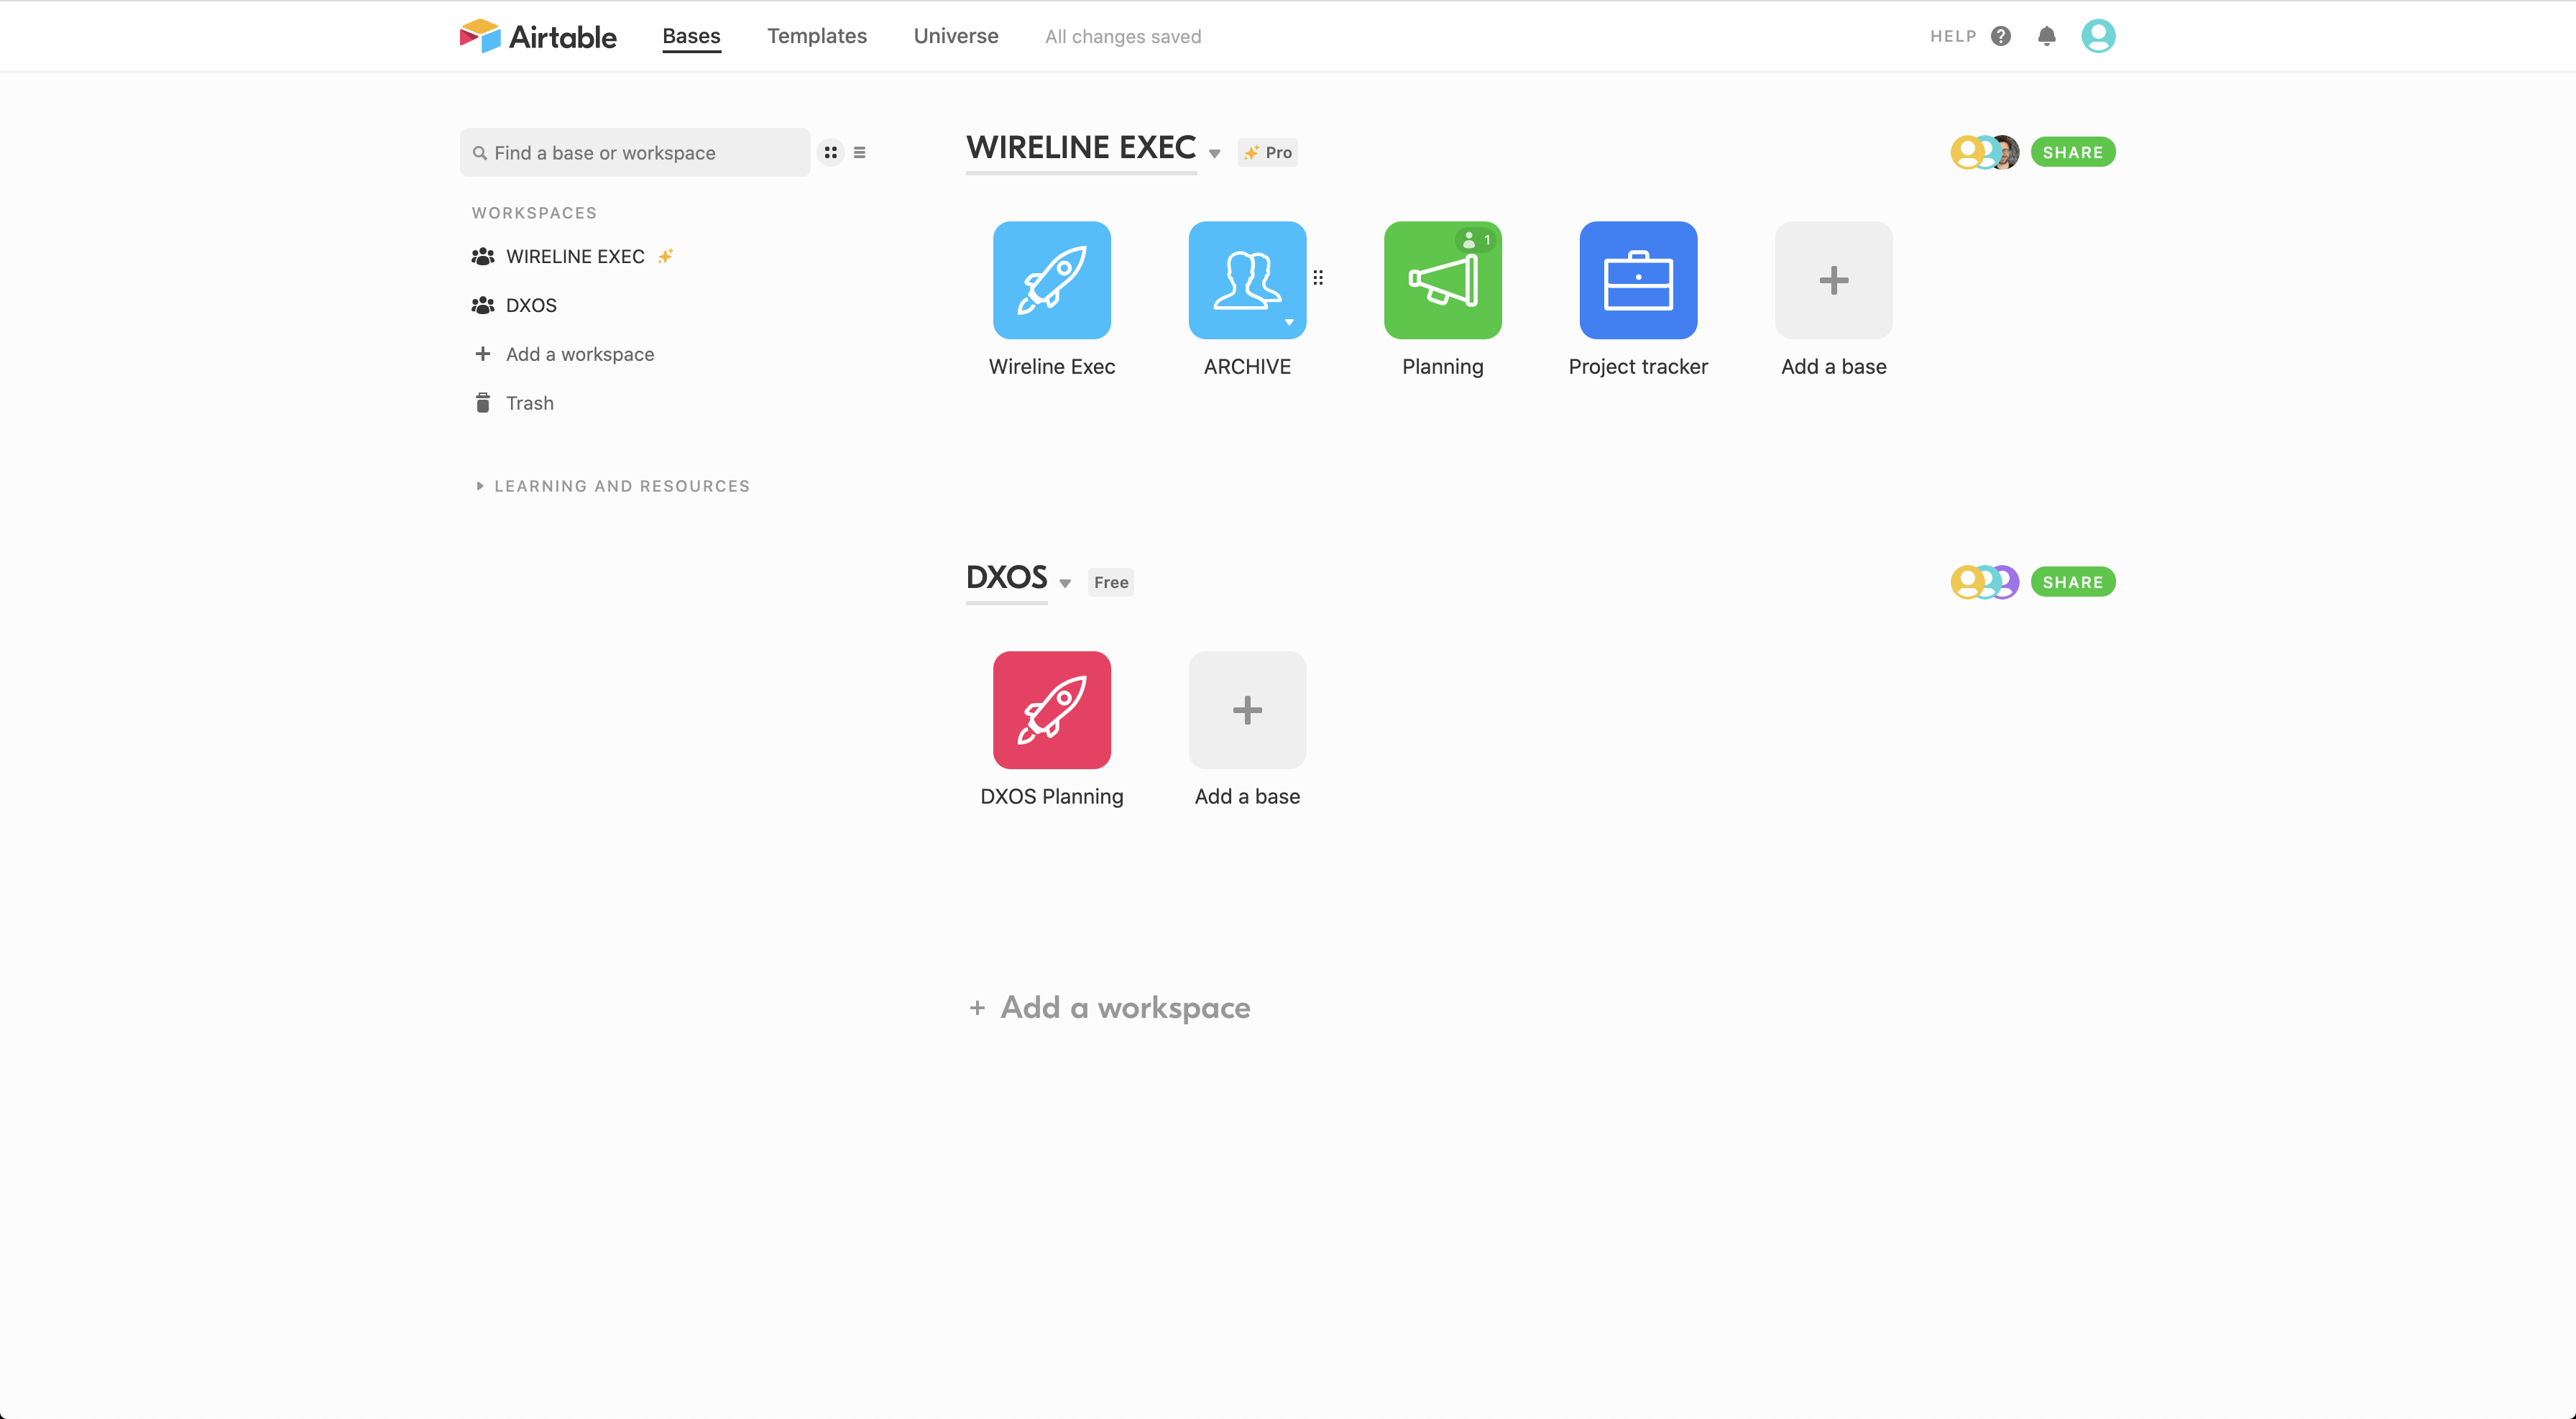 Airtable Bases Templates Universe All changes saved HELP
Find a base or workspace
WORKSPACES
WIRELINE EXEC
DXOS
Add a workspace
Trash
LEARNING AND RESOURCES
WIRELINE EXEC Pro SHARE
1
Wireline Exec ARCHIVE Planning Project tracker Add a base
DXOS Free SHARE
DXOS Planning Add a base
+ Add a workspace